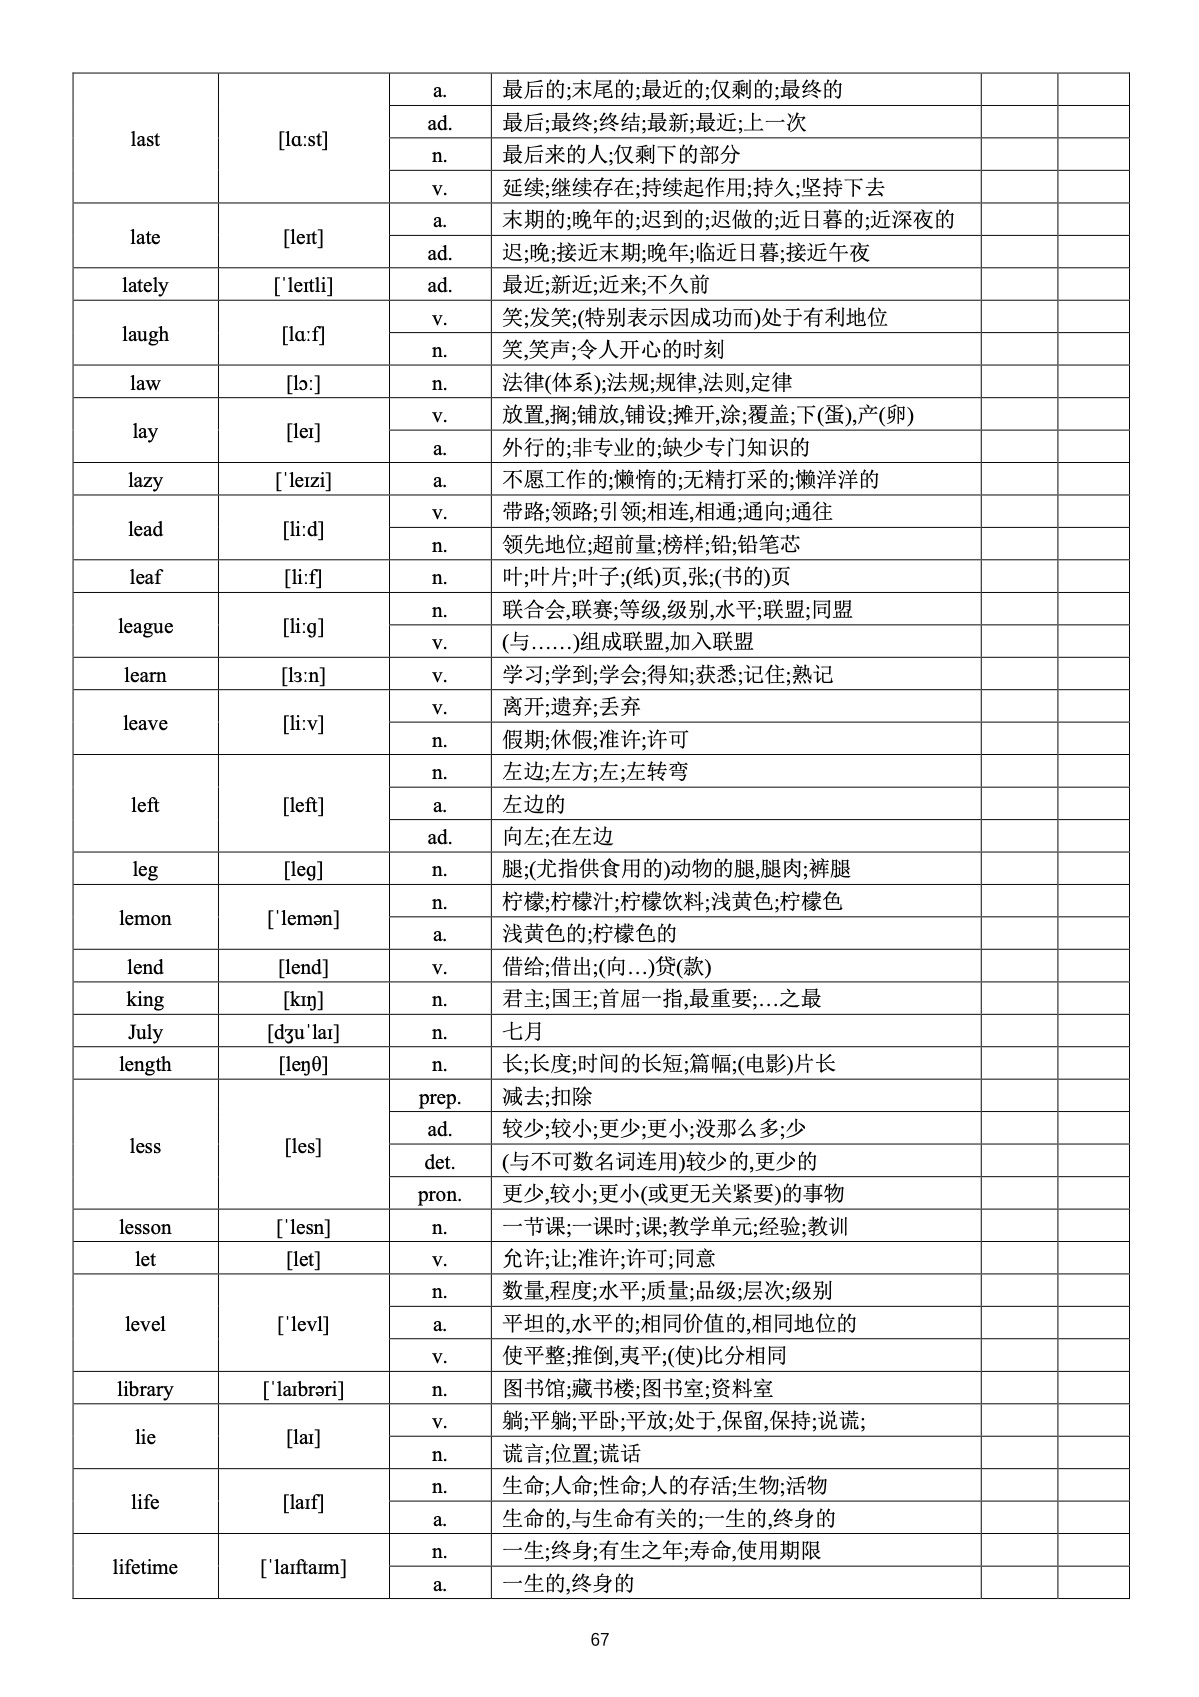 last [lɑːst] a. 最后的;末尾的;最近的;仅剩的;最终的
ad. 最后;最终;终结;最新;最近;上一次
n. 最后来的人;仅剩下的部分
v. 延续;继续存在;持续起作用;持久;坚持下去
late [leɪt] a. 末期的;晚年的;迟到的;迟做的;近日暮的;近深夜的
ad. 迟;晚;接近末期;晚年;临近日暮;接近午夜
lately [ˈleɪtli] ad. 最近;新近;近来;不久前
laugh [lɑːf] v. 笑;发笑;(特别表示因成功而)处于有利地位
n. 笑,笑声;令人开心的时刻
law [lɔː] n. 法律(体系);法规;规律,法则,定律
lay [leɪ] v. 放置,搁;铺放,铺设;摊开,涂;覆盖;下(蛋),产(卵)
a. 外行的;非专业的;缺少专门知识的
lazy [ˈleɪzi] a. 不愿工作的;懒惰的;无精打采的;懒洋洋的
lead [liːd] v. 带路;领路;引领;相连,相通;通向;通往
n. 领先地位;超前量;榜样;铅;铅笔芯
leaf [liːf] n. 叶;叶片;叶子;(纸)页,张;(书的)页
league [liːɡ] n. 联合会,联赛;等级,级别,水平;联盟;同盟
v. (与……)组成联盟,加入联盟
learn [lɜːn] v. 学习;学到;学会;得知;获悉;记住;熟记
leave [liːv] v. 离开;遗弃;丢弃
n. 假期;休假;准许;许可
left [left] n. 左边;左方;左;左转弯
a. 左边的
ad. 向左;在左边
leg [leɡ] n. 腿;(尤指供食用的)动物的腿,腿肉;裤腿
lemon [ˈlemən] n. 柠檬;柠檬汁;柠檬饮料;浅黄色;柠檬色
a. 浅黄色的;柠檬色的
lend [lend] v. 借给;借出;(向…)贷(款)
king [kɪŋ] n. 君主;国王;首屈一指,最重要;…之最
July [dʒuˈlaɪ] n. 七月
length [leŋθ] n. 长;长度;时间的长短;篇幅;(电影)片长
less [les] prep. 减去;扣除
ad. 较少;较小;更少;更小;没那么多;少
det. (与不可数名词连用)较少的,更少的
pron. 更少,较小;更小(或更无关紧要)的事物
lesson [ˈlesn] n. 一节课;一课时;课;教学单元;经验;教训
let [let] v. 允许;让;准许;许可;同意
level [ˈlevl] n. 数量,程度;水平;质量;品级;层次;级别
a. 平坦的,水平的;相同价值的,相同地位的
v. 使平整;推倒,夷平;(使)比分相同
library [ˈlaɪbrəri] n. 图书馆;藏书楼;图书室;资料室
lie [laɪ] v. 躺;平躺;平卧;平放;处于,保留,保持;说谎;
n. 谎言;位置;谎话
life [laɪf] n. 生命;人命;性命;人的存活;生物;活物
a. 生命的,与生命有关的;一生的,终身的
lifetime [ˈlaɪftaɪm] n. 一生;终身;有生之年;寿命,使用期限
a. 一生的,终身的
67